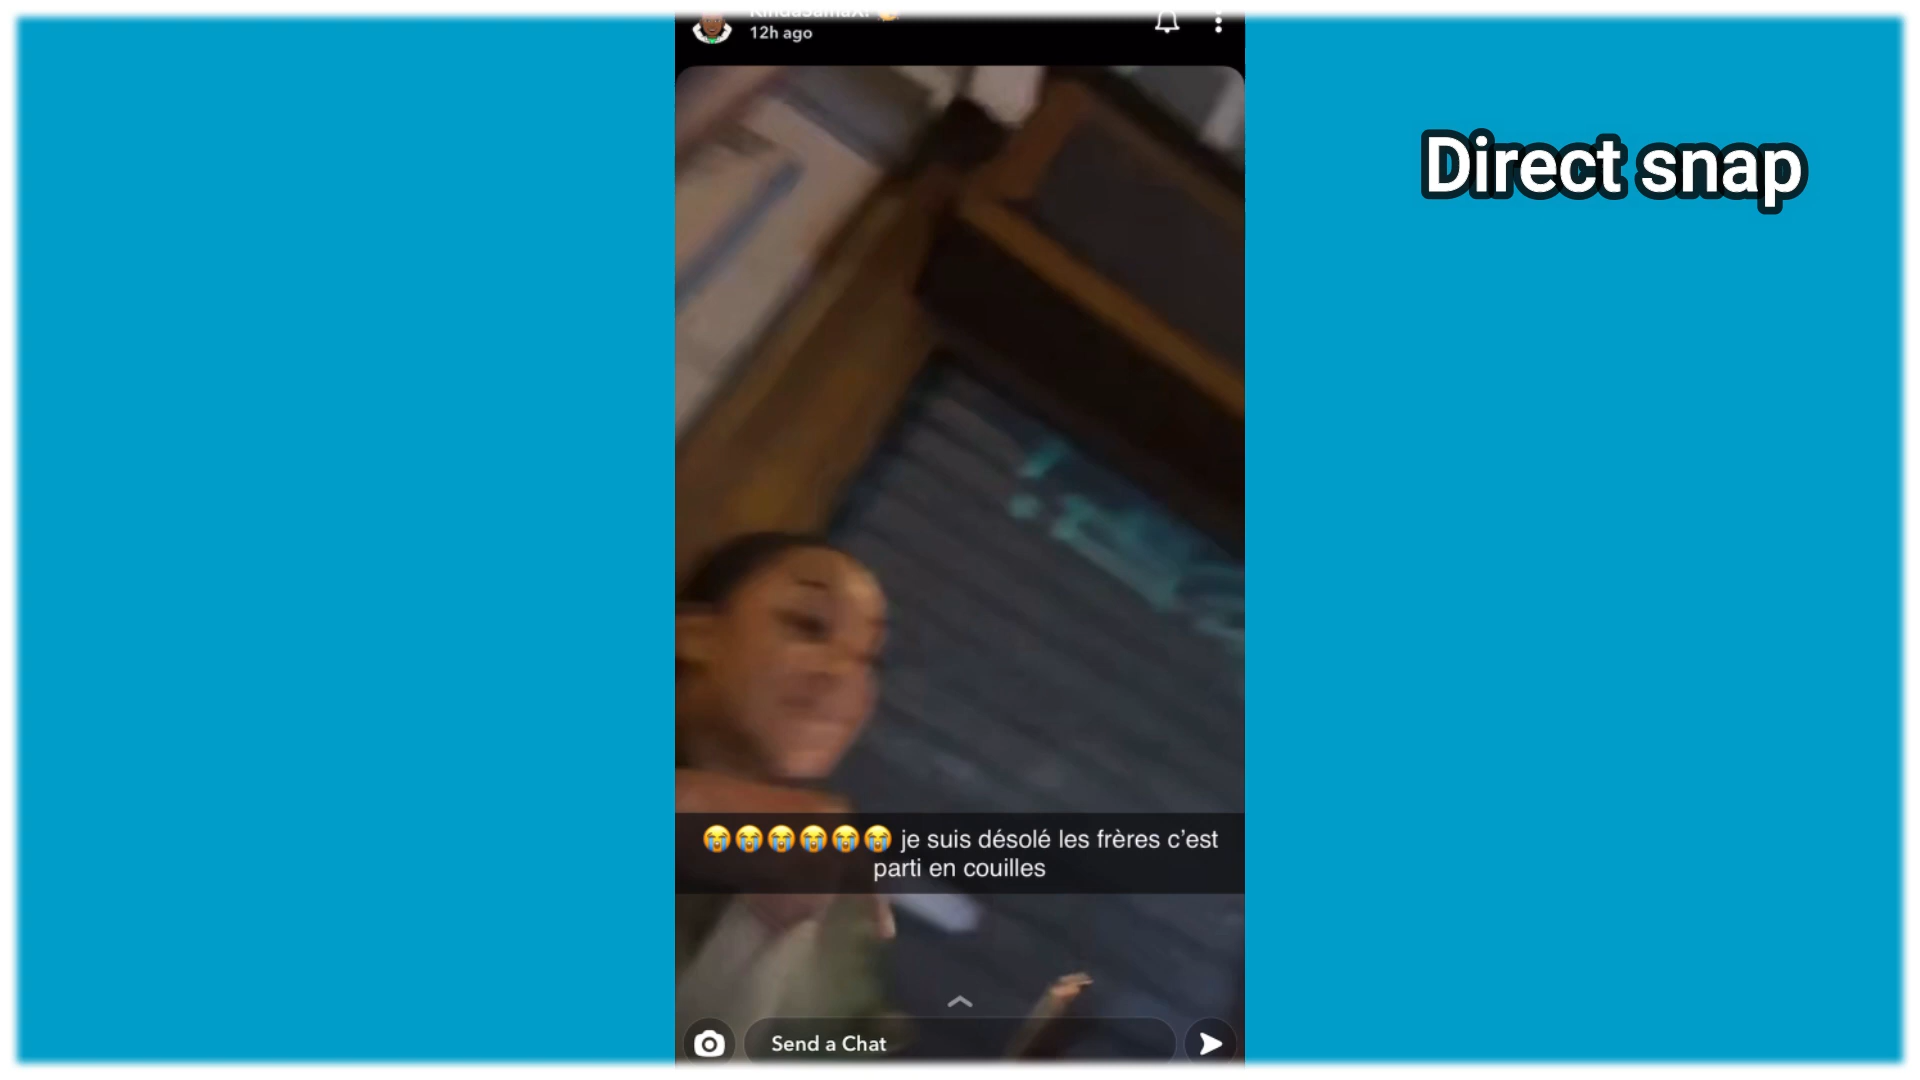 12h ago
Direct snap
😭😭😭😭😭😭 je suis désolé les frères c’est
parti en couilles
Send a Chat